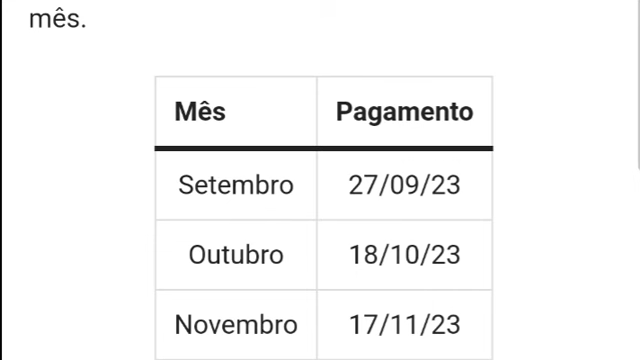 mês.
Mês Pagamento
Setembro 27/09/23
Outubro 18/10/23
Novembro 17/11/23